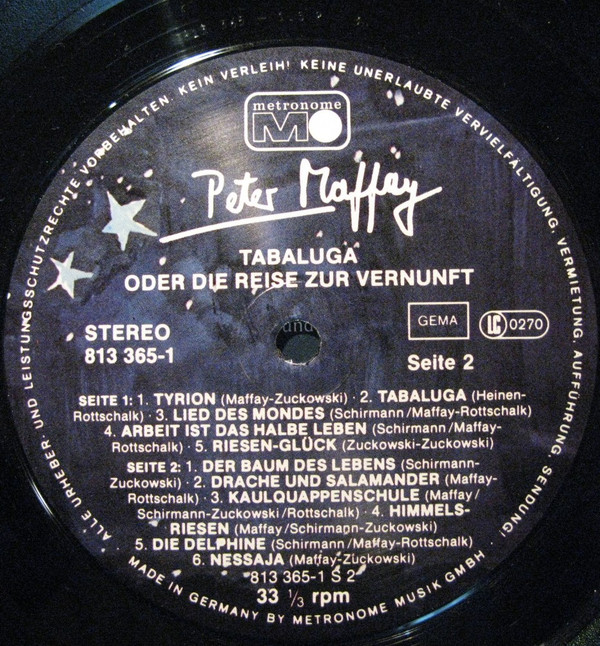 ALLE URHEBER- UND LEISTUNGSSCHUTZRECHTE VORBEHALTEN. KEIN VERLEIH! KEINE UNERLAUBTE VERVIELFÄLTIGUNG, VERMIETUNG, AUFFÜHRUNG, SENDUNG!
metronome
M
Peter Maffay
TABALUGA
ODER DIE REISE ZUR VERNUNFT
STEREO
813 365-1
GEMA
LC 0270
Seite 2
und
SEITE 1: 1. TYRION (Maffay-Zuckowski) · 2. TABALUGA (Heinen-
Rottschalk) · 3. LIED DES MONDES (Schirmann/Maffay-Rottschalk)
4. ARBEIT IST DAS HALBE LEBEN (Schirmann/Maffay-
Rottschalk) · 5. RIESEN-GLÜCK (Zuckowski-Zuckowski)
SEITE 2: 1. DER BAUM DES LEBENS (Schirmann-
Zuckowski) · 2. DRACHE UND SALAMANDER (Maffay-
Rottschalk) · 3. KAULQUAPPENSCHULE (Maffay/
Schirmann-Zuckowski/Rottschalk) · 4. HIMMELS-
RIESEN (Maffay/Schirmann-Zuckowski)
5. DIE DELPHINE (Schirmann/Maffay-Rottschalk)
6. NESSAJA (Maffay-Zuckowski)
813 365-1 S 2
33 1/3 rpm
MADE IN GERMANY BY METRONOME MUSIK GMBH